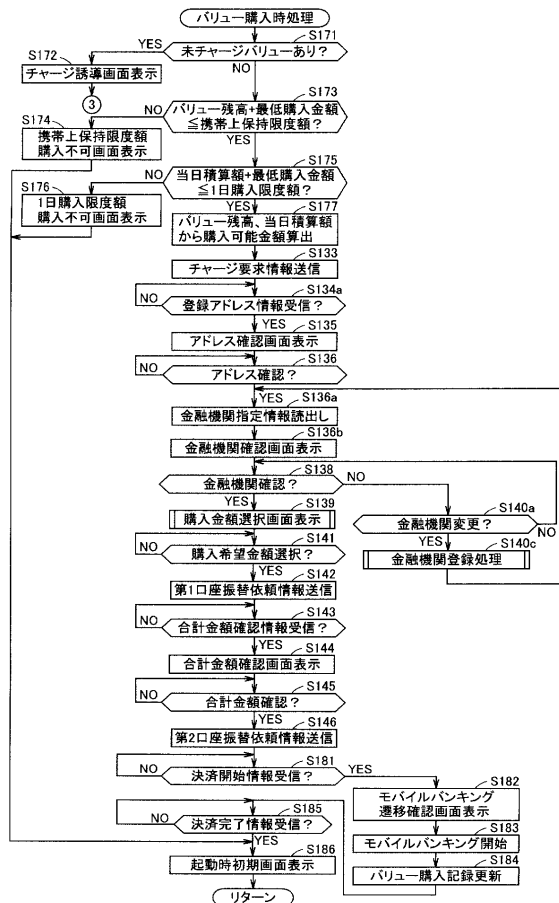 バリュー購入時処理
S171
YES
未チャージバリューあり?
S172
チャージ誘導画面表示
NO
③
S173
NO
バリュー残高+最低購入金額
≦携帯上保持限度額?
S174
携帯上保持限度額
購入不可画面表示
YES
S175
NO
当日積算額+最低購入金額
≦1日購入限度額?
S176
1日購入限度額
購入不可画面表示
YES
S177
バリュー残高、当日積算額
から購入可能金額算出
S133
チャージ要求情報送信
S134a
NO
登録アドレス情報受信?
YES
S135
アドレス確認画面表示
S136
NO
アドレス確認?
YES
S136a
金融機関指定情報読出し
S136b
金融機関確認画面表示
S138
金融機関確認?
NO
YES
S139
購入金額選択画面表示
S140a
金融機関変更?
NO
YES
S140c
金融機関登録処理
S141
NO
購入希望金額選択?
YES
S142
第1口座振替依頼情報送信
S143
NO
合計金額確認情報受信?
YES
S144
合計金額確認画面表示
S145
NO
合計金額確認?
YES
S146
第2口座振替依頼情報送信
S181
NO
決済開始情報受信?
YES
S182
モバイルバンキング
遷移確認画面表示
S183
モバイルバンキング開始
S184
バリュー購入記録更新
S185
NO
決済完了情報受信?
YES
S186
起動時初期画面表示
リターン